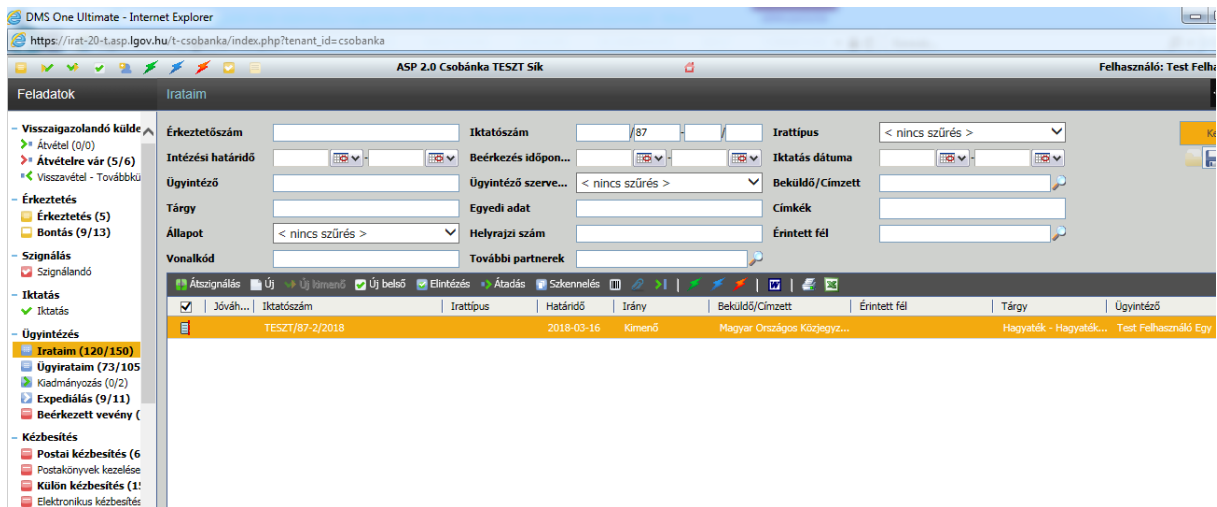 DMS One Ultimate - Internet Explorer
https://irat-20-t.asp.lgov.hu/t-csobanka/index.php?tenant_id=csobanka
ASP 2.0 Csobánka TESZT Sík Felhasználó: Test Felha
Feladatok Irataim
Visszaigazolandó külde
Átvétel (0/0)
Átvételre vár (5/6)
Visszavétel - Továbbkü
Érkeztetés
Érkeztetés (5)
Bontás (9/13)
Szignálás
Szignálandó
Iktatás
Iktatás
Ügyintézés
Irataim (120/150)
Ügyirataim (73/105
Kiadmányozás (0/2)
Expediálás (9/11)
Beérkezett vevény (
Kézbesítés
Postai kézbesítés (6
Postakönyvek kezelése
Külön kézbesítés (15
Elektronikus kézbesítés
Érkeztetőszám Iktatószám /87 - / Irattípus < nincs szűrés > Ke
Intézési határidő - Beérkezés időpon... - Iktatás dátuma -
Ügyintéző Ügyintéző szerve... < nincs szűrés > Beküldő/Címzett
Tárgy Egyedi adat Címkék
Állapot < nincs szűrés > Helyrajzi szám Érintett fél
Vonalkód További partnerek
Átszignálás Új Új kimenő Új belső Elintézés Átadás Szkennelés
Jóváh... Iktatószám Irattípus Határidő Irány Beküldő/Címzett Érintett fél Tárgy Ügyintéző
TESZT/87-2/2018 2018-03-16 Kimenő Magyar Országos Közjegyz... Hagyaték - Hagyaték... Test Felhasználó Egy